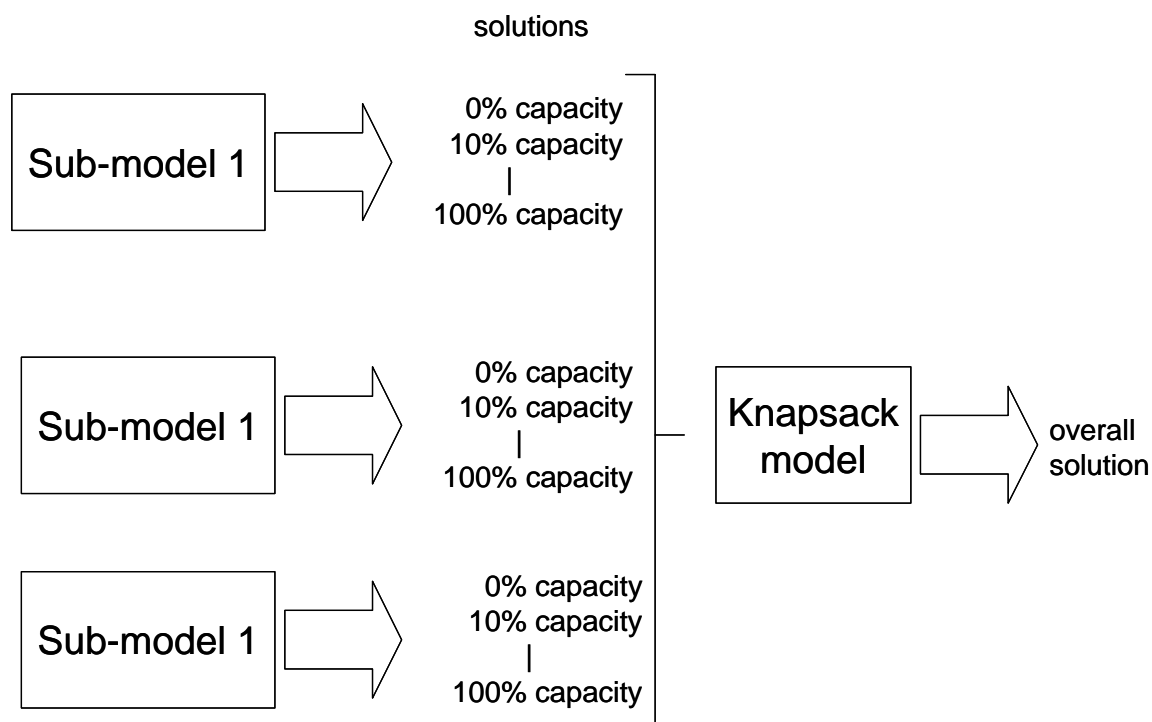 solutions
Sub-model 1
0% capacity
10% capacity
|
100% capacity
Sub-model 1
0% capacity
10% capacity
|
100% capacity
Sub-model 1
0% capacity
10% capacity
|
100% capacity
Knapsack
model
overall
solution